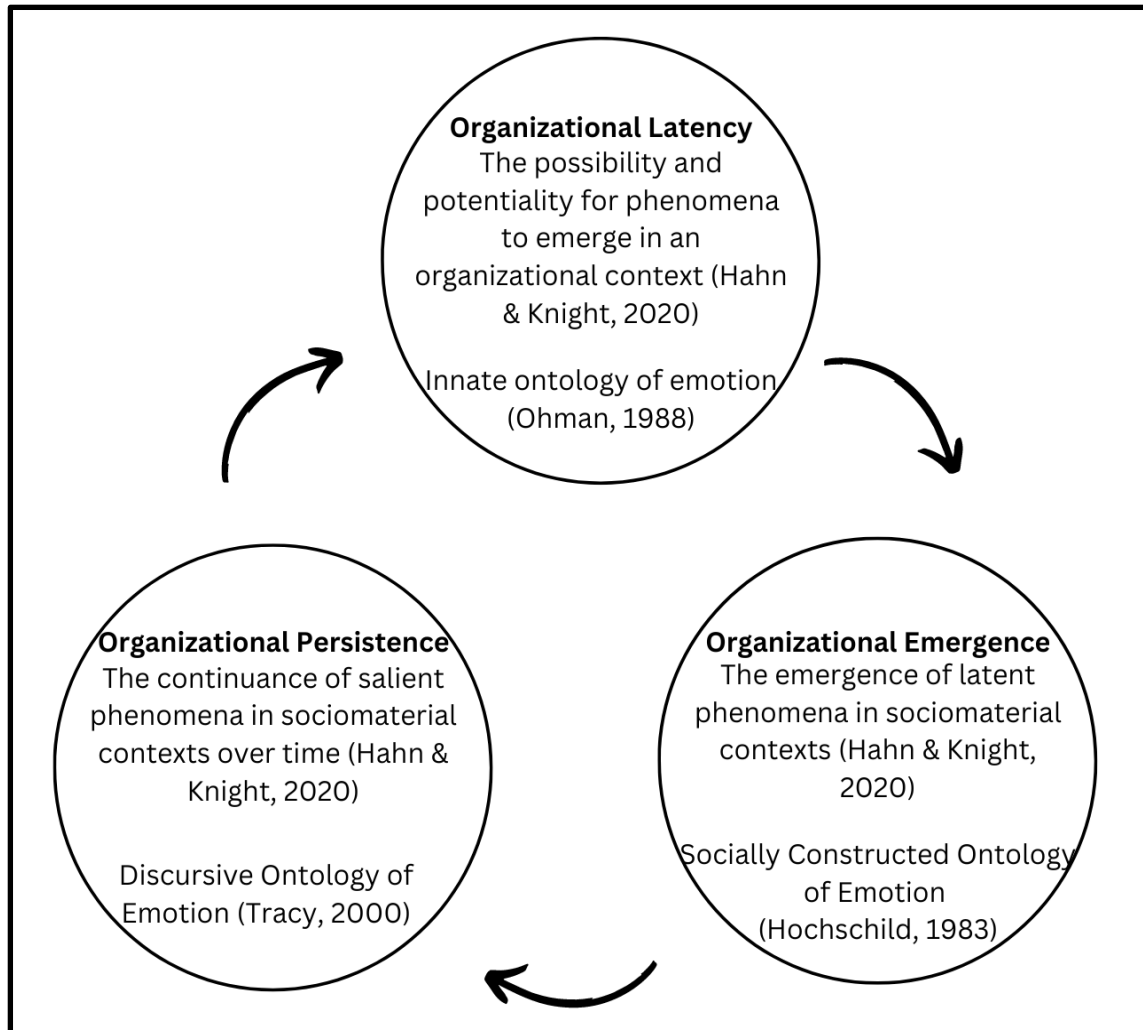 Organizational Latency
The possibility and
potentiality for phenomena
to emerge in an
organizational context (Hahn
& Knight, 2020)
Innate ontology of emotion
(Ohman, 1988)
Organizational Persistence
The continuance of salient
phenomena in sociomaterial
contexts over time (Hahn &
Knight, 2020)
Discursive Ontology of
Emotion (Tracy, 2000)
Organizational Emergence
The emergence of latent
phenomena in sociomaterial
contexts (Hahn & Knight,
2020)
Socially Constructed Ontology
of Emotion
(Hochschild, 1983)